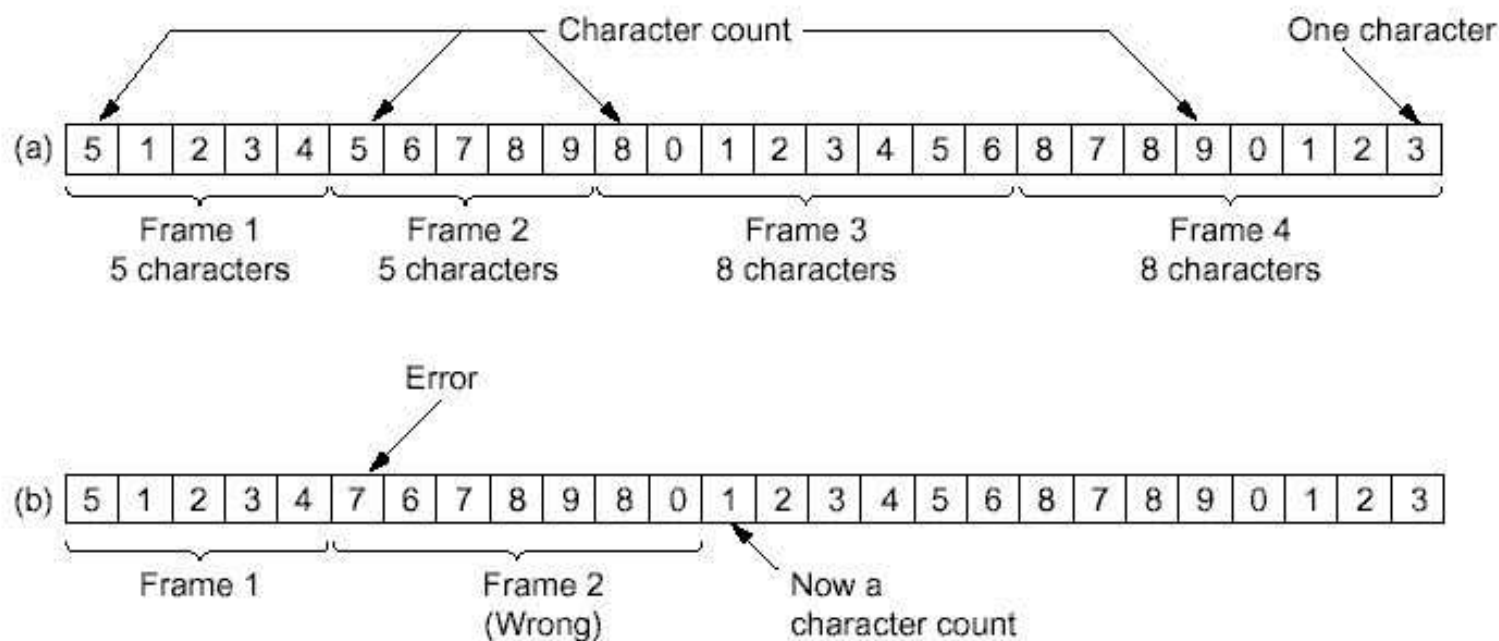 Character count One character
(a) 5 1 2 3 4 5 6 7 8 9 8 0 1 2 3 4 5 6 8 7 8 9 0 1 2 3
Frame 1 Frame 2 Frame 3 Frame 4
5 characters 5 characters 8 characters 8 characters
Error
(b) 5 1 2 3 4 7 6 7 8 9 8 0 1 2 3 4 5 6 8 7 8 9 0 1 2 3
Frame 1 Frame 2 Now a
(Wrong) character count